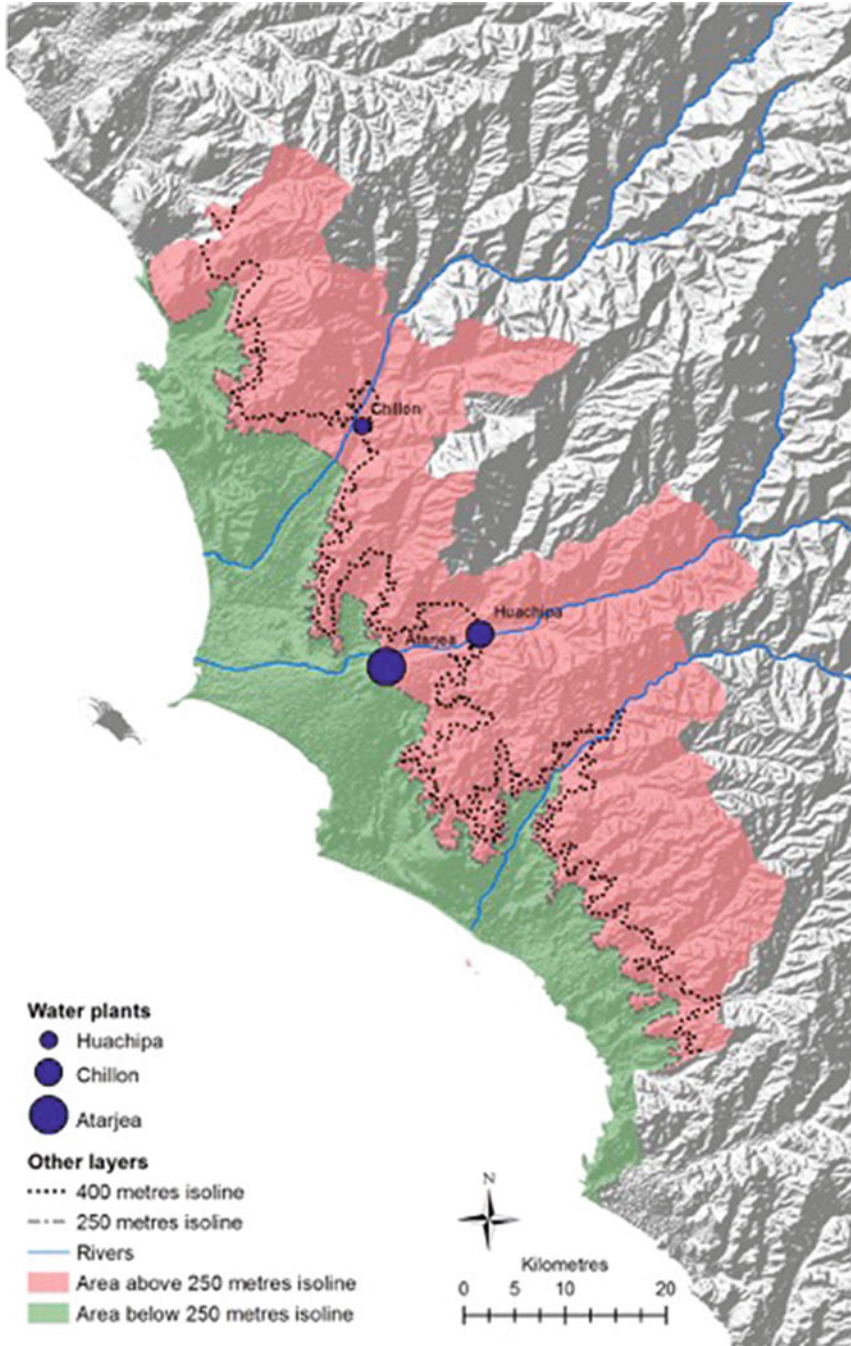 Chillon
Huachipa
Atarjea
Water plants
Huachipa
Chillon
Atarjea
Other layers
400 metres isoline
250 metres isoline
Rivers
Area above 250 metres isoline
Area below 250 metres isoline
N
Kilometres
0 5 10 20